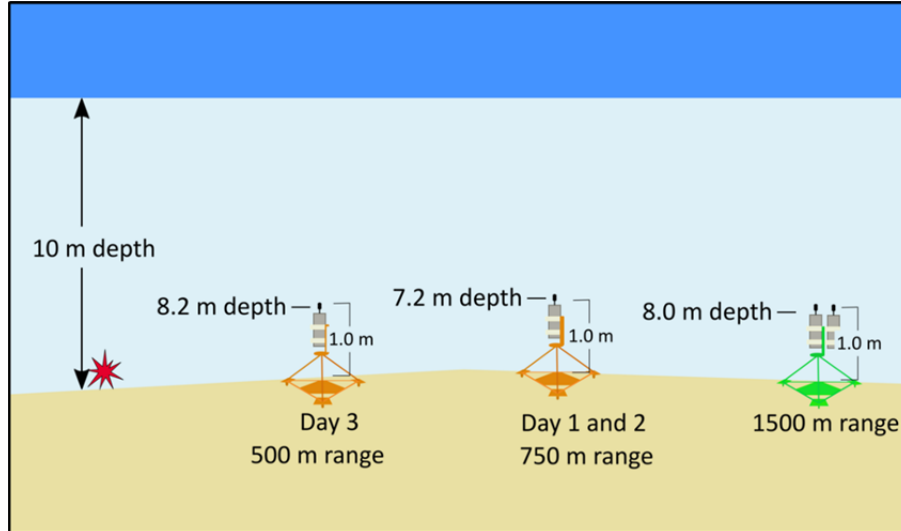 10 m depth
8.2 m depth
1.0 m
Day 3
500 m range
7.2 m depth
1.0 m
Day 1 and 2
750 m range
8.0 m depth
1.0 m
1500 m range